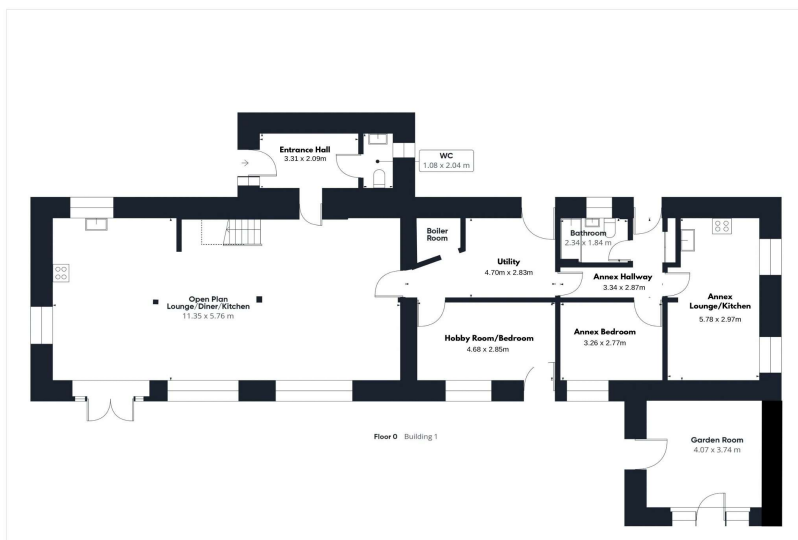 Entrance Hall
3.31 x 2.09m
WC
1.08 x 2.04 m
Boiler
Room
Bathroom
2.34 x 1.84 m
Utility
4.70m x 2.83m
Annex Hallway
3.34 x 2.87m
Open Plan
Lounge/Diner/Kitchen
11.35 x 5.76 m
Annex
Lounge/Kitchen
5.78 x 2.97m
Hobby Room/Bedroom
4.68 x 2.85m
Annex Bedroom
3.26 x 2.77m
Floor 0 Building 1
Garden Room
4.07 x 3.74 m